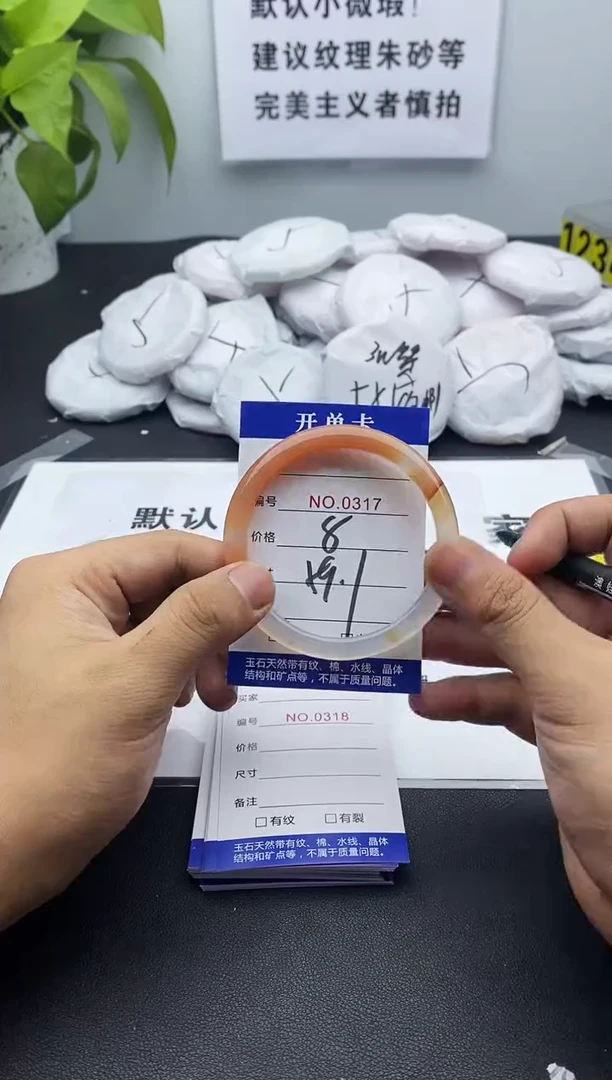 默认小微瑕！
建议纹理朱砂等
完美主义者慎拍
123
开单卡
编号 NO.0317
价格 8
玉石天然带有纹、棉、水线、晶体
结构和矿点等，不属于质量问题。
默认
家
买家
编号 NO.0318
价格
尺寸
备注
□有纹 □有裂
玉石天然带有纹、棉、水线、晶体
结构和矿点等，不属于质量问题。